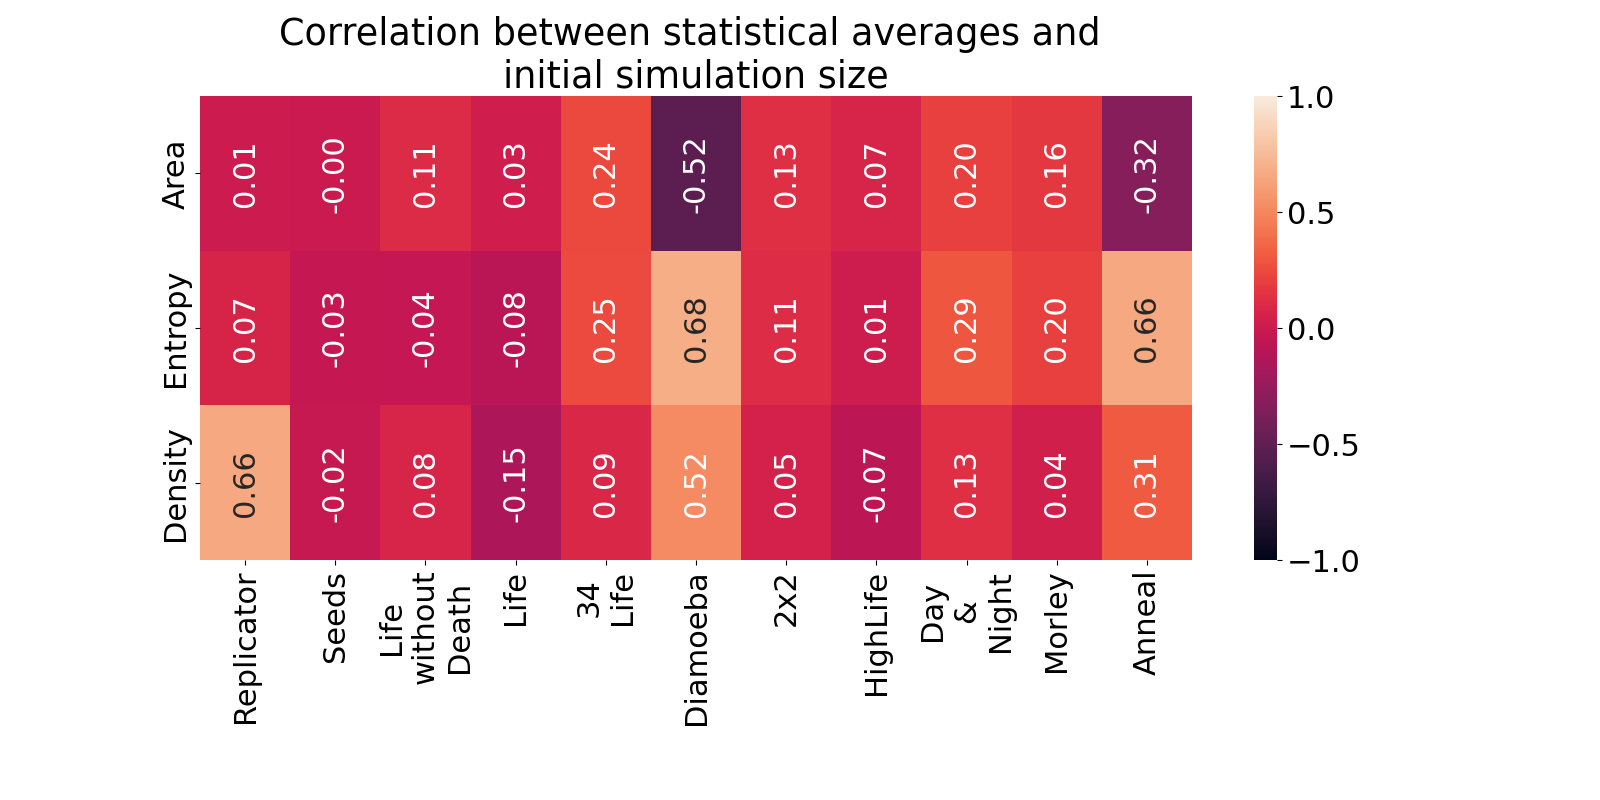 Correlation between statistical averages and
initial simulation size
Area
0.01
-0.00
0.11
0.03
0.24
-0.52
0.13
0.07
0.20
0.16
-0.32
Entropy
0.07
-0.03
-0.04
-0.08
0.25
0.68
0.11
0.01
0.29
0.20
0.66
Density
0.66
-0.02
0.08
-0.15
0.09
0.52
0.05
-0.07
0.13
0.04
0.31
Replicator
Seeds
Life
without
Death
Life
34
Life
Diamoeba
2x2
HighLife
Day
&
Night
Morley
Anneal
1.0
0.5
0.0
−0.5
−1.0